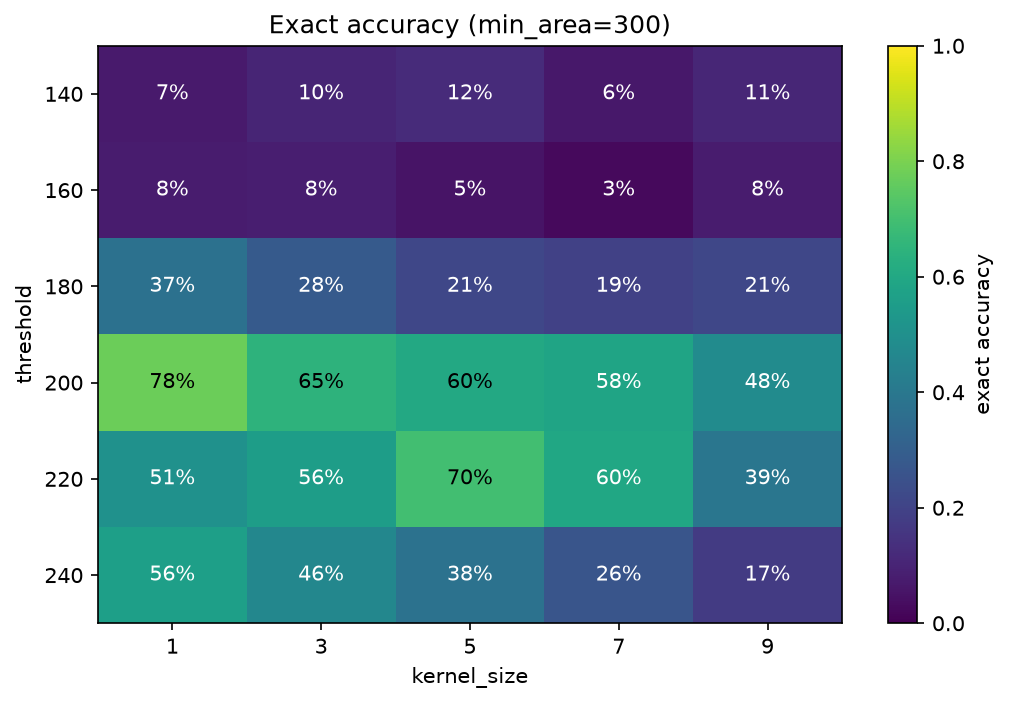 Exact accuracy (min_area=300)
140 7% 10% 12% 6% 11% 1.0
160 8% 8% 5% 3% 8% 0.8
180 37% 28% 21% 19% 21% 0.6
200 78% 65% 60% 58% 48% 0.4
220 51% 56% 70% 60% 39% 0.2
240 56% 46% 38% 26% 17% 0.0
threshold
exact accuracy
1 3 5 7 9
kernel_size